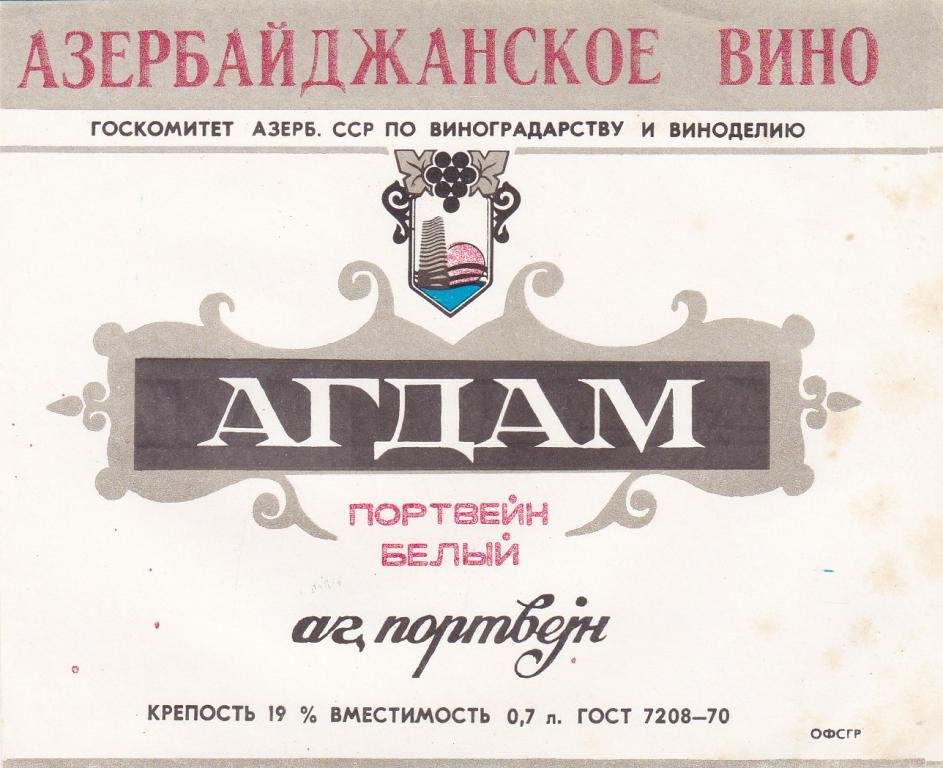 АЗЕРБАЙДЖАНСКОЕ ВИНО
ГОСКОМИТЕТ АЗЕРБ. ССР ПО ВИНОГРАДАРСТВУ И ВИНОДЕЛИЮ
АГДАМ
ПОРТВЕЙН
БЕЛЫЙ
аг портвејн
КРЕПОСТЬ 19 % ВМЕСТИМОСТЬ 0,7 л. ГОСТ 7208—70
ОФСГР